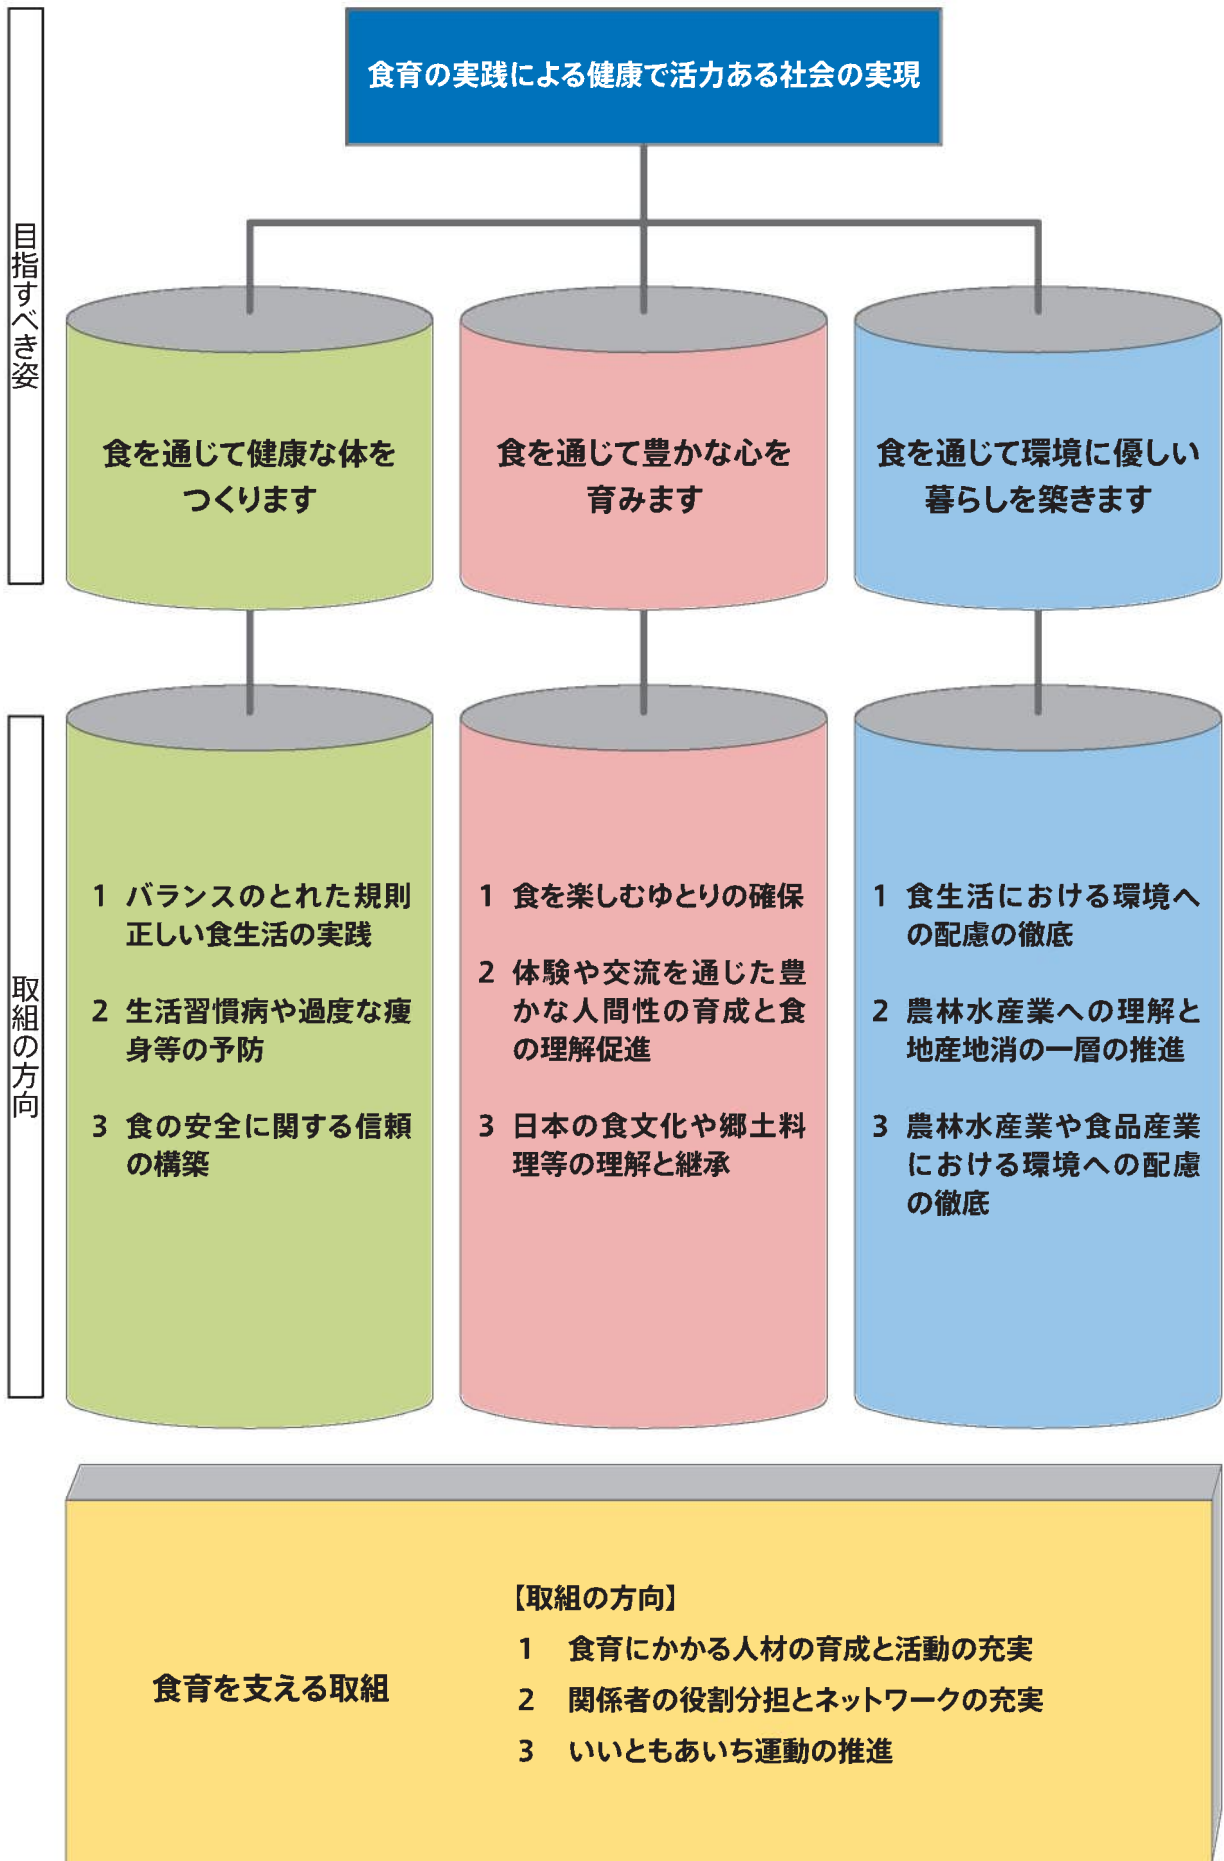 目指すべき姿
食育の実践による健康で活力ある社会の実現
食を通じて健康な体を
つくります
食を通じて豊かな心を
育みます
食を通じて環境に優しい
暮らしを築きます
取組の方向
1 バランスのとれた規則
正しい食生活の実践
2 生活習慣病や過度な痩
身等の予防
3 食の安全に関する信頼
の構築
1 食を楽しむゆとりの確保
2 体験や交流を通じた豊
かな人間性の育成と食
の理解促進
3 日本の食文化や郷土料
理等の理解と継承
1 食生活における環境へ
の配慮の徹底
2 農林水産業への理解と
地産地消の一層の推進
3 農林水産業や食品産業
における環境への配慮
の徹底
食育を支える取組
【取組の方向】
1 食育にかかる人材の育成と活動の充実
2 関係者の役割分担とネットワークの充実
3 いいともあいち運動の推進